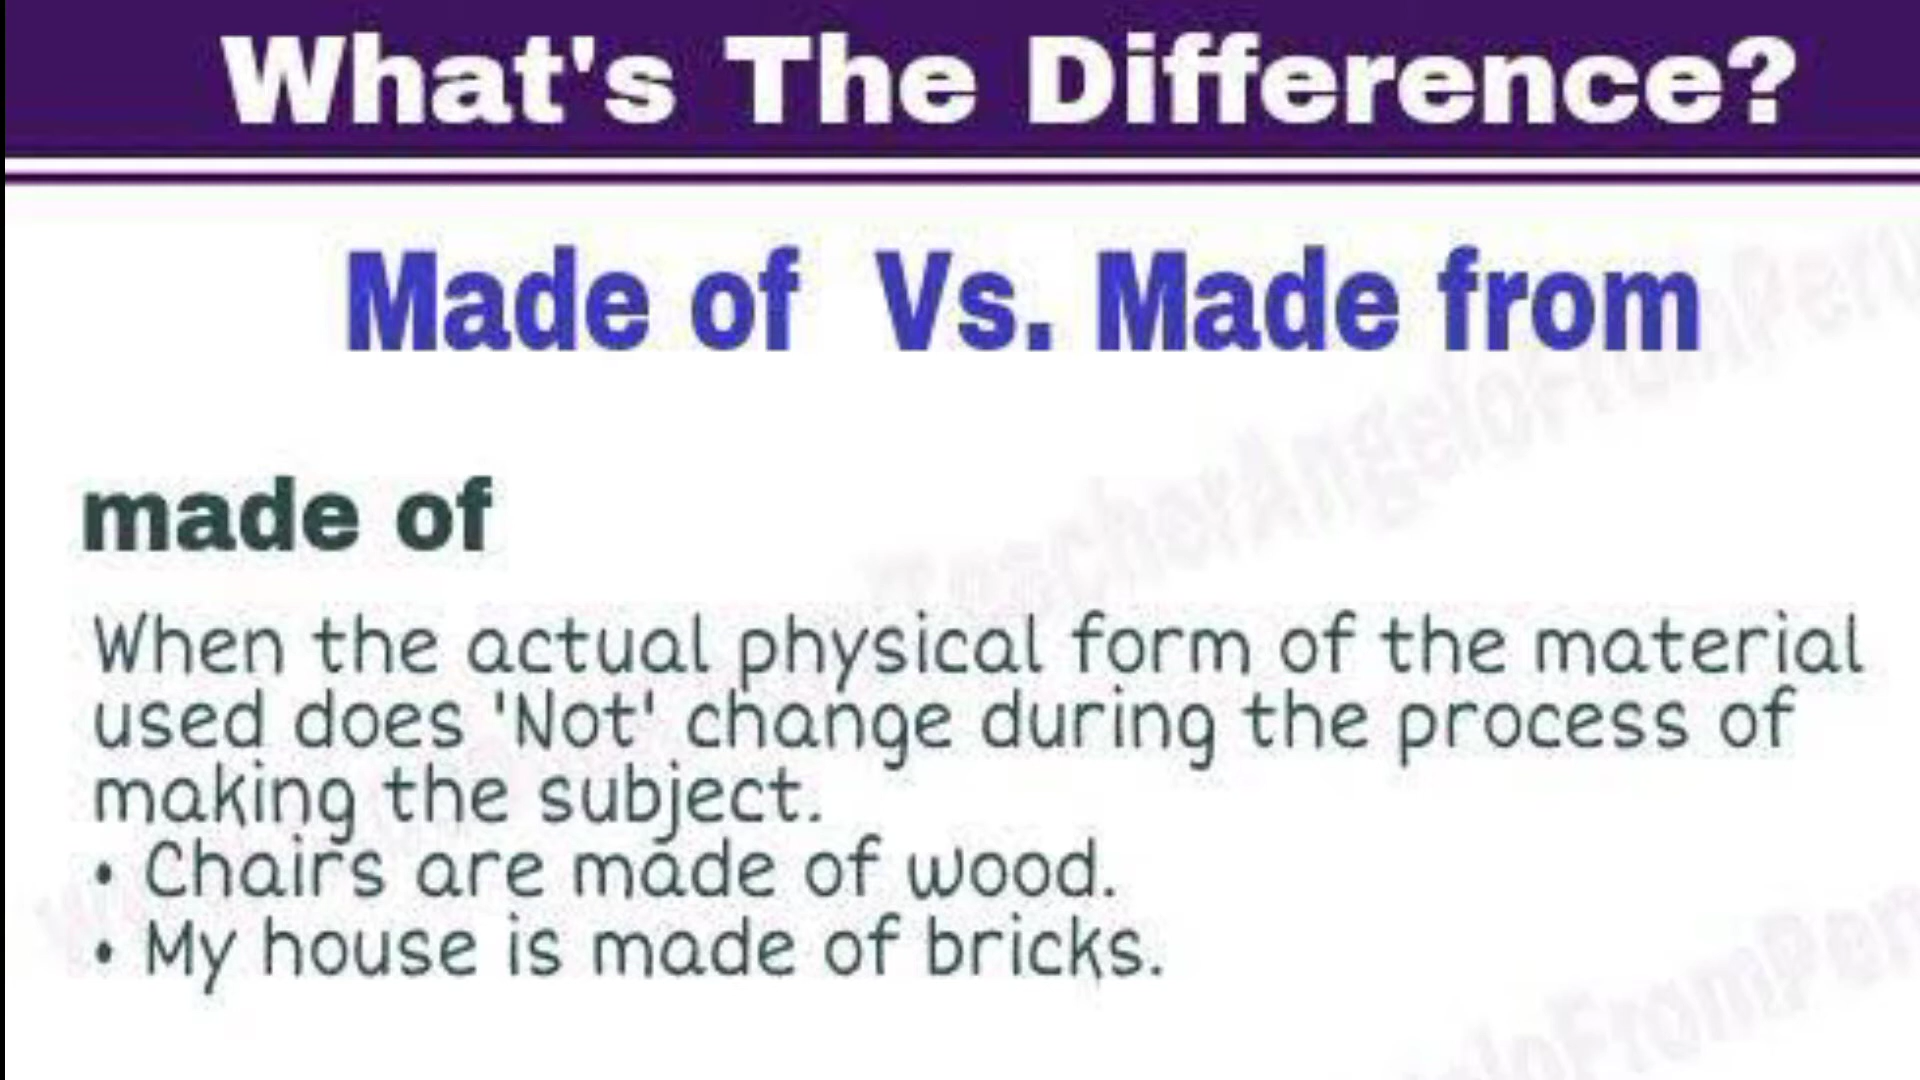 What's The Difference?
Made of Vs. Made from
TeacherAngeloFromPeru
made of
When the actual physical form of the material
used does 'Not' change during the process of
making the subject.
• Chairs are made of wood.
• My house is made of bricks.